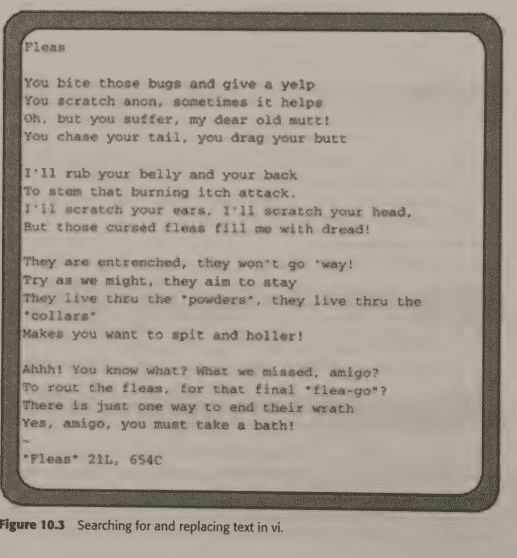 Fleas
You bite those bugs and give a yelp
You scratch anon, sometimes it helps
Oh, but you suffer, my dear old mutt!
You chase your tail, you drag your butt
I'll rub your belly and your back
To stem that burning itch attack.
I'll scratch your ears, I'll scratch your head,
But those cursed fleas fill me with dread!
They are entrenched, they won't go 'way!
Try as we might, they aim to stay
They live thru the "powders", they live thru the
"collars"
Makes you want to spit and holler!
Ahhh! You know what? What we missed, amigo?
To rout the fleas, for that final "flea-go"?
There is just one way to end their wrath
Yes, amigo, you must take a bath!
~
"Fleas" 21L, 654C
Figure 10.3 Searching for and replacing text in vi.